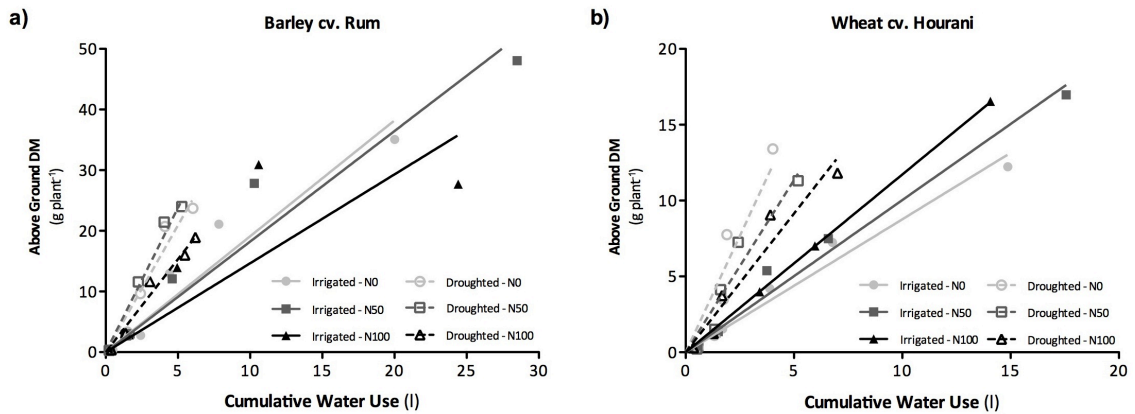 a)
Barley cv. Rum
Above Ground DM
(g plant⁻¹)
50
40
30
20
10
0
0 5 10 15 20 25 30
Irrigated - N0
Irrigated - N50
Irrigated - N100
Droughted - N0
Droughted - N50
Droughted - N100
Cumulative Water Use (l)
b)
Wheat cv. Hourani
Above Ground DM
(g plant⁻¹)
20
15
10
5
0
0 5 10 15 20
Irrigated - N0
Irrigated - N50
Irrigated - N100
Droughted - N0
Droughted - N50
Droughted - N100
Cumulative Water Use (l)